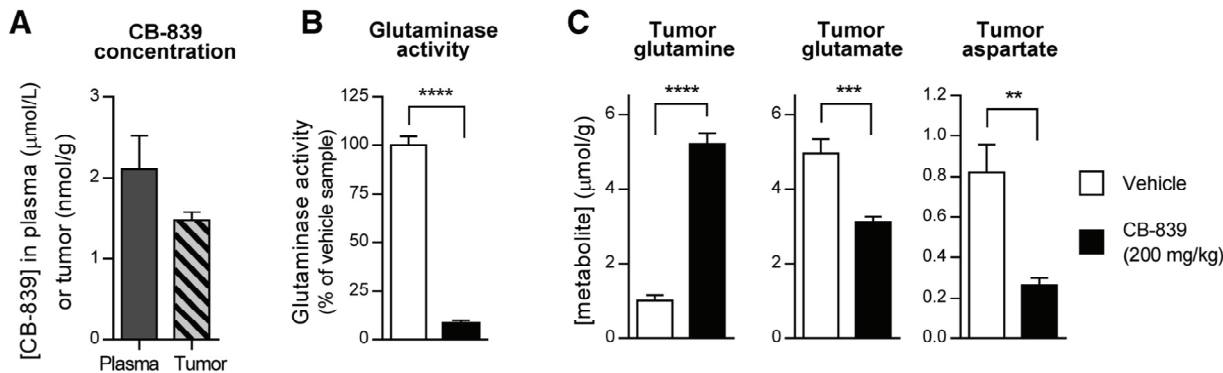 A
CB-839
concentration
[CB-839] in plasma (μmol/L)
or tumor (nmol/g)
3
2
1
0
Plasma
Tumor
B
Glutaminase
activity
Glutaminase activity
(% of vehicle sample)
125
100
75
50
25
0
****
C
Tumor
glutamine
[metabolite] (μmol/g)
6
4
2
0
****
Tumor
glutamate
6
4
2
0
***
Tumor
aspartate
1.2
1.0
0.8
0.6
0.4
0.2
0.0
**
Vehicle
CB-839
(200 mg/kg)